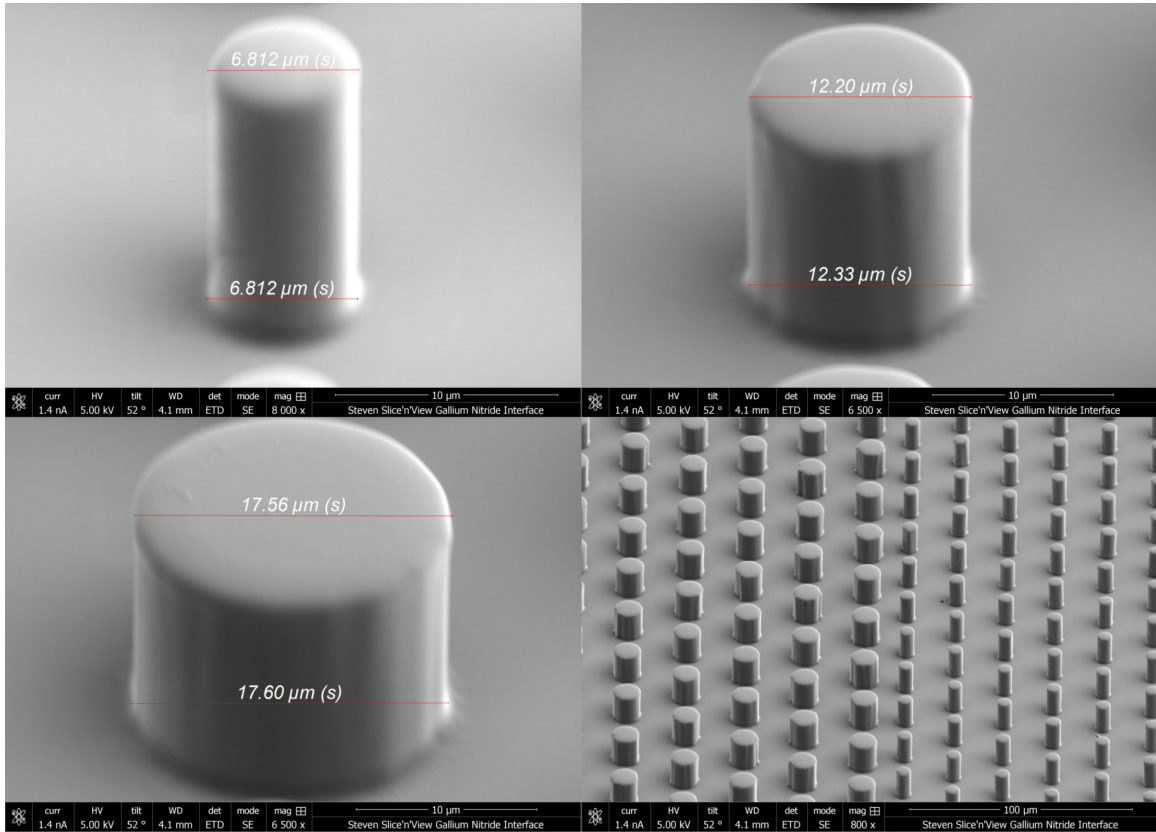 6.812 µm (s)
6.812 µm (s)
curr HV tilt WD det mode mag 10 µm
1.4 nA 5.00 kV 52 º 4.1 mm ETD SE 8 000 x Steven Slice'n'View Gallium Nitride Interface
12.20 µm (s)
12.33 µm (s)
curr HV tilt WD det mode mag 10 µm
1.4 nA 5.00 kV 52 º 4.1 mm ETD SE 6 500 x Steven Slice'n'View Gallium Nitride Interface
17.56 µm (s)
17.60 µm (s)
curr HV tilt WD det mode mag 10 µm
1.4 nA 5.00 kV 52 º 4.1 mm ETD SE 6 500 x Steven Slice'n'View Gallium Nitride Interface
curr HV tilt WD det mode mag 100 µm
1.4 nA 5.00 kV 52 º 4.1 mm ETD SE 800 x Steven Slice'n'View Gallium Nitride Interface